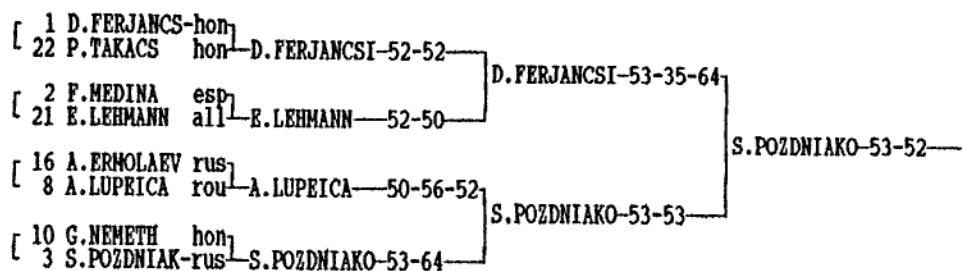 1 D.FERJANCS-hon
22 P.TAKACS hon D.FERJANCSI-52-52
D.FERJANCSI-53-35-64
2 F.MEDINA esp
21 E.LEHMANN all E.LEHMANN 52-50
S.POZDNIAKO-53-52
16 A.ERMOLAEV rus
8 A.LUPEICA rou A.LUPEICA 50-56-52
S.POZDNIAKO-53-53
10 G.NEMETH hon
3 S.POZDNIAK-rus S.POZDNIAKO-53-64